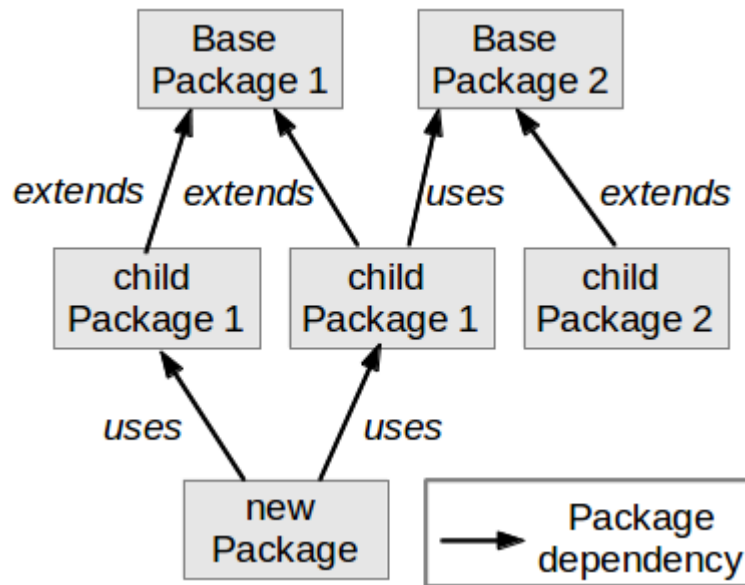 Base Package 1
Base Package 2
extends
extends
uses
extends
child Package 1
child Package 1
child Package 2
uses
uses
new Package
Package dependency